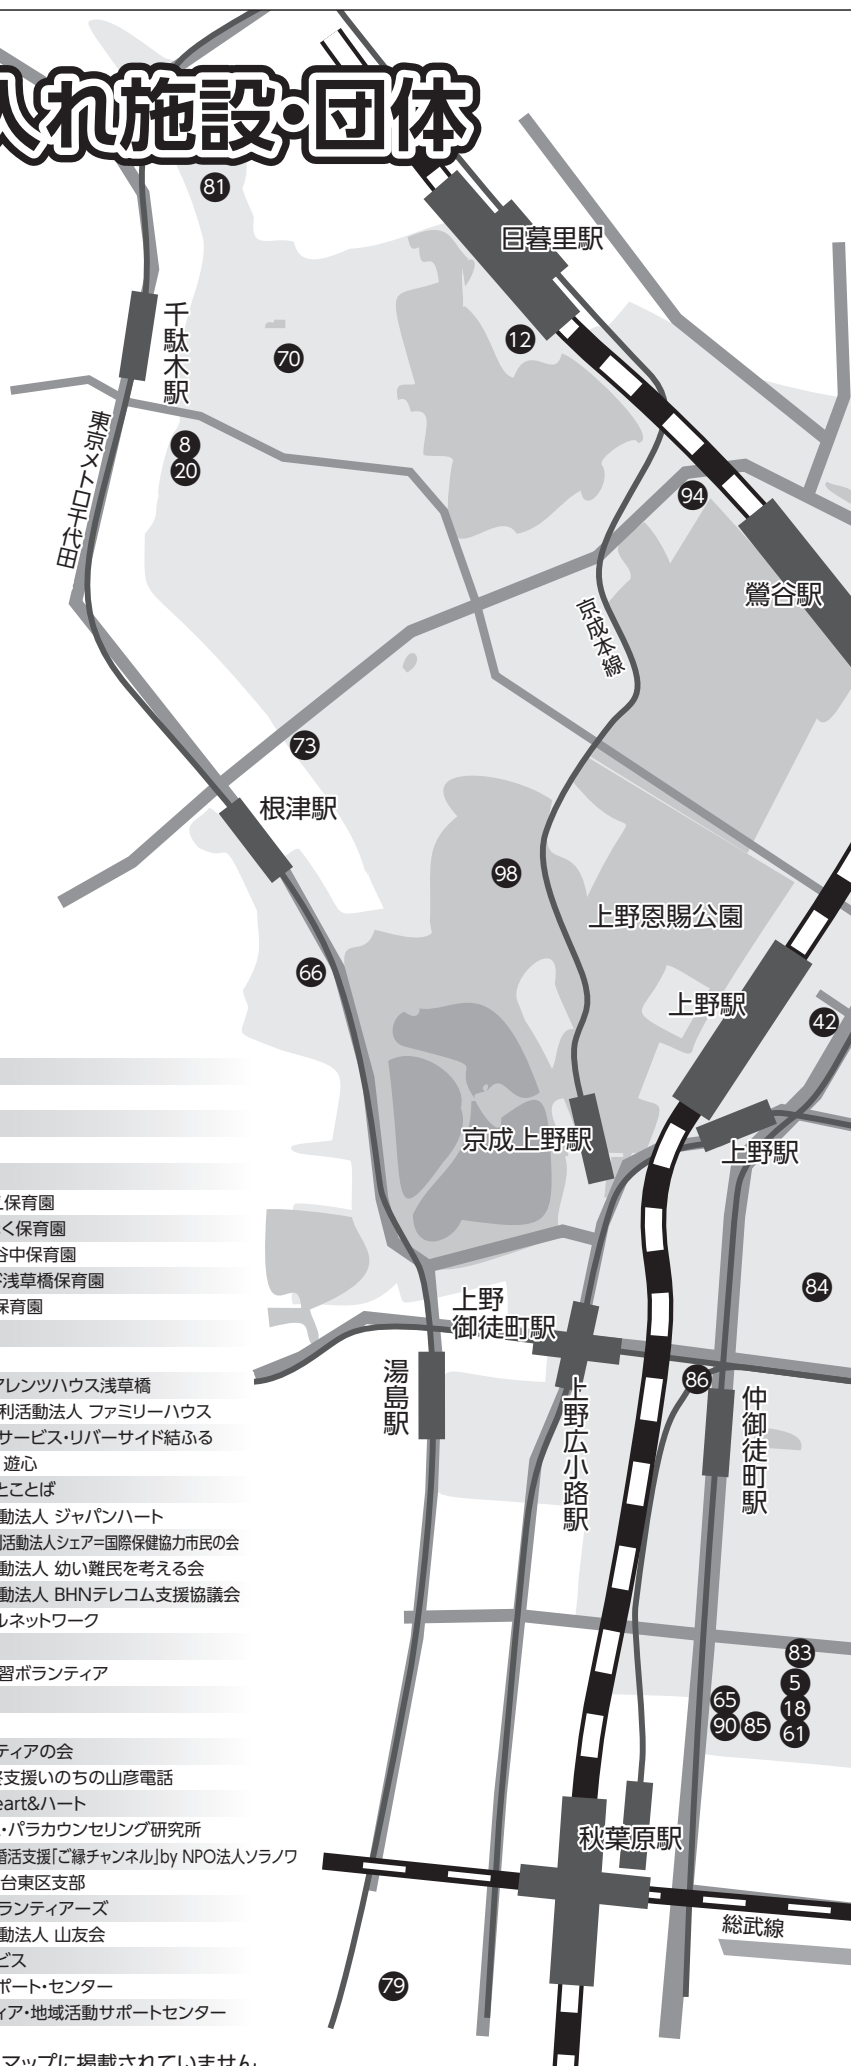 入れ施設・団体
81
日暮里駅
千駄木駅
12
70
東京メトロ千代田
8
20
94
鶯谷駅
京成本線
73
根津駅
98
上野恩賜公園
66
上野駅
42
京成上野駅
上野駅
保育園
く保育園
谷中保育園
浅草橋保育園
保育園
84
上野
御徒町駅
湯島駅
上野広小路駅
86
仲御徒町駅
アレンツハウス浅草橋
利活動法人 ファミリーハウス
サービス・リバーサイド結ふる
遊心
とことば
動法人 ジャパンハート
活動法人シェア=国際保健協力市民の会
動法人 幼い難民を考える会
動法人 BHNテレコム支援協議会
ルネットワーク
習ボランティア
83
5
65
18
90
85
61
ティアの会
支援いのちの山彦電話
eart&ハート
・パラカウンセリング研究所
婚活支援「ご縁チャンネル」by NPO法人ソラノワ
台東区支部
ランティアーズ
動法人 山友会
ビス
ポート・センター
ィア・地域活動サポートセンター
秋葉原駅
総武線
79
マップに掲載されていません